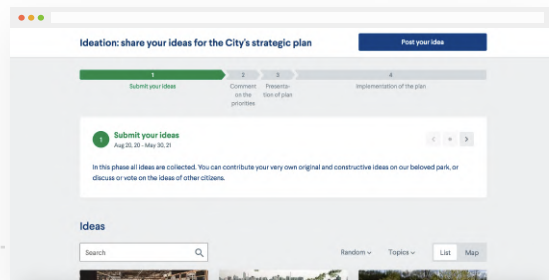 Ideation: share your ideas for the City's strategic plan
Post your idea
1
2
3
4
Submit your ideas
Comment
on the
priorities
Presenta-
tion of plan
Implementation of the plan
1
Submit your ideas
Aug 20, 20 - May 30, 21
In this phase all ideas are collected. You can contribute your very own original and constructive ideas on our beloved park, or
discuss or vote on the ideas of other citizens.
Ideas
Search
Random
Topics
List
Map